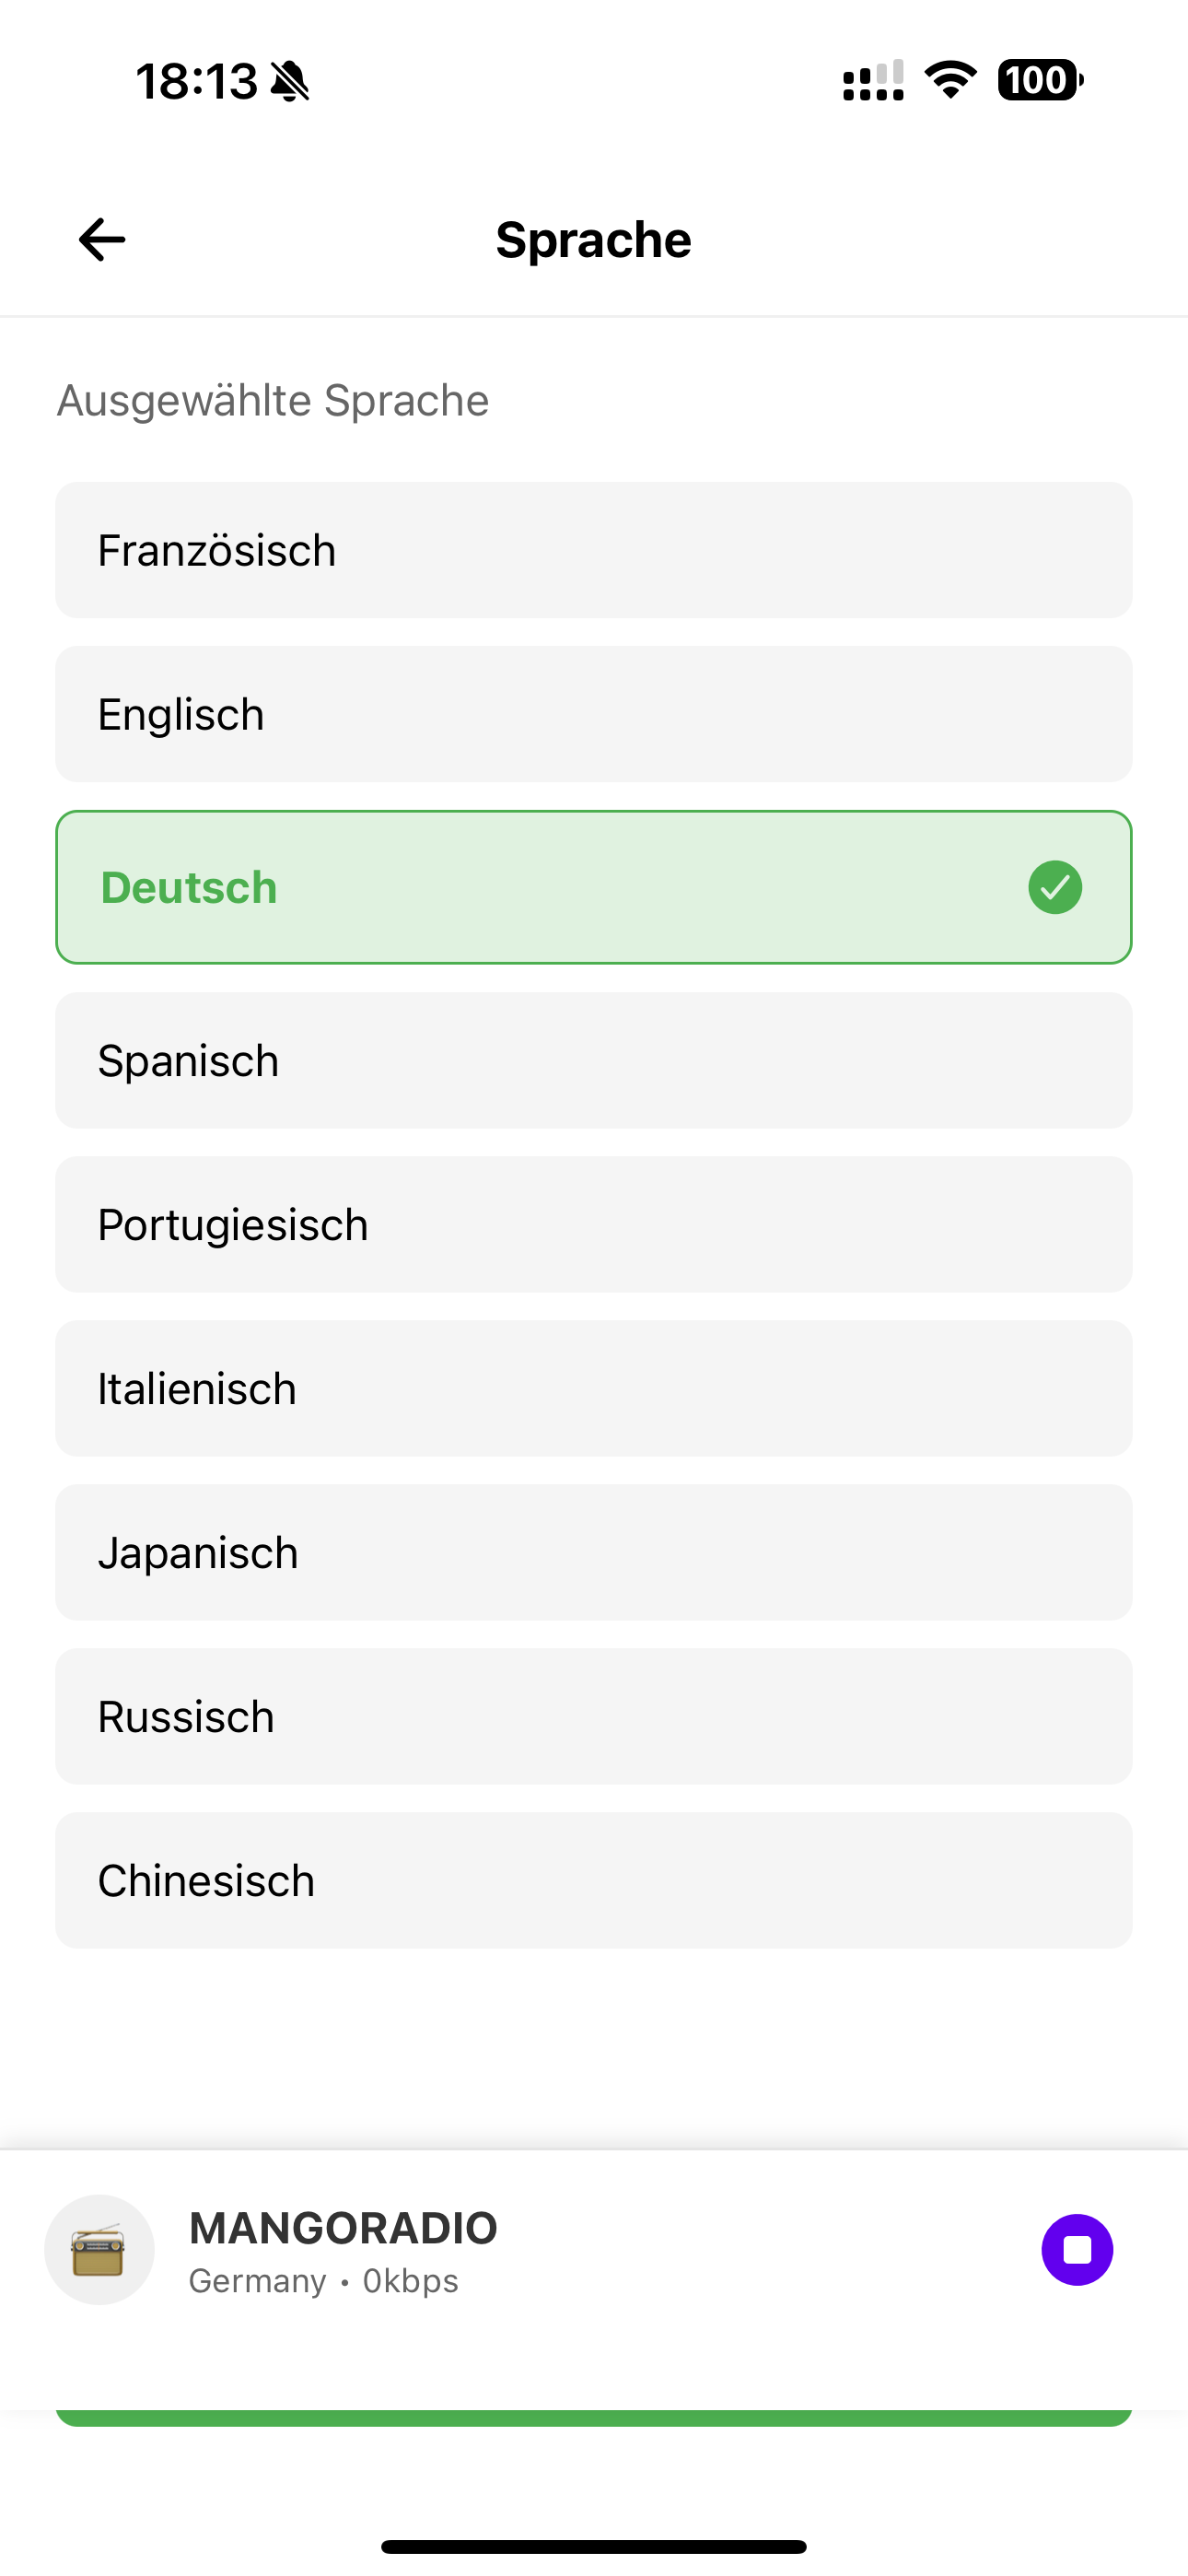 18:13
100
Sprache
Ausgewählte Sprache
Französisch
Englisch
Deutsch
Spanisch
Portugiesisch
Italienisch
Japanisch
Russisch
Chinesisch
MANGORADIO
Germany • 0kbps